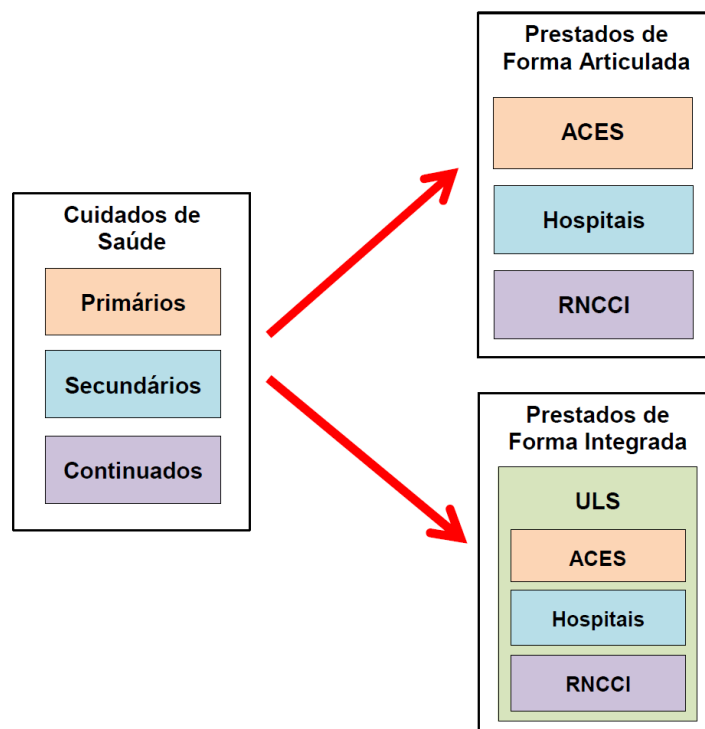 Cuidados de
Saúde
Primários
Secundários
Continuados
Prestados de
Forma Articulada
ACES
Hospitais
RNCCI
Prestados de
Forma Integrada
ULS
ACES
Hospitais
RNCCI